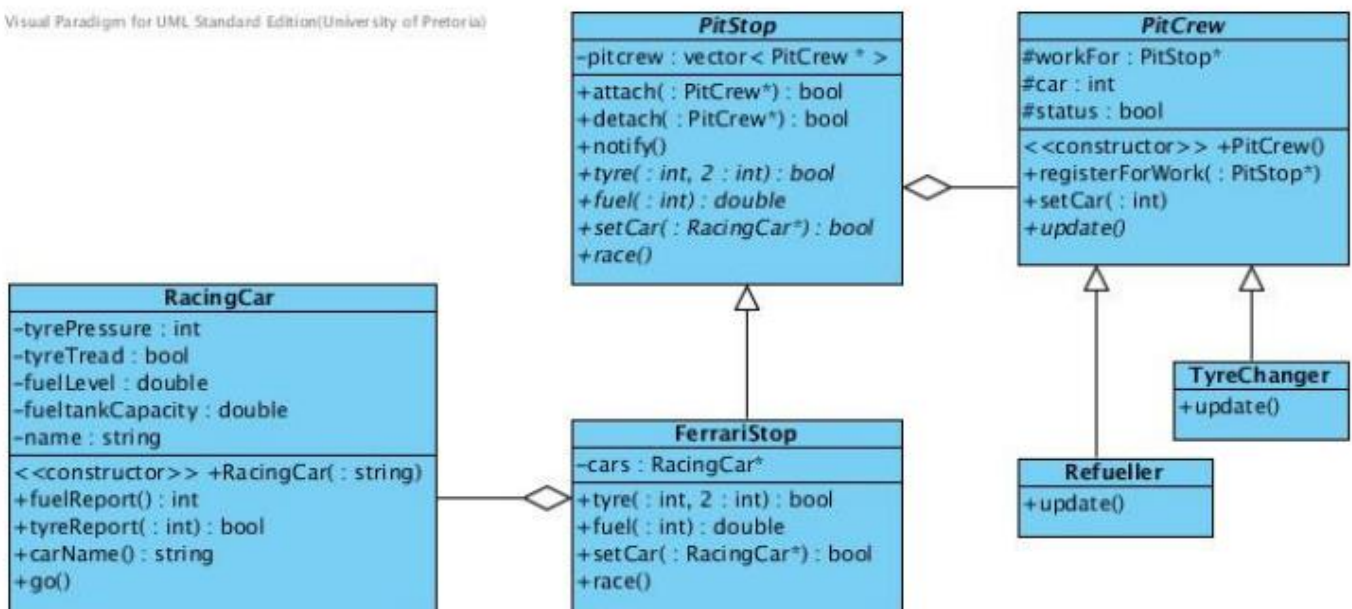 Visual Paradigm for UML Standard Edition(University of Pretoria)
PitStop
-pitcrew : vector< PitCrew * >
+attach( : PitCrew*) : bool
+detach( : PitCrew*) : bool
+notify()
+tyre( : int, 2 : int) : bool
+fuel( : int) : double
+setCar( : RacingCar*) : bool
+race()
PitCrew
#workFor : PitStop*
#car : int
#status : bool
<<constructor>> +PitCrew()
+registerForWork( : PitStop*)
+setCar( : int)
+update()
RacingCar
-tyrePressure : int
-tyreTread : bool
-fuelLevel : double
-fueltankCapacity : double
-name : string
<<constructor>> +RacingCar( : string)
+fuelReport() : int
+tyreReport( : int) : bool
+carName() : string
+go()
FerrariStop
-cars : RacingCar*
+tyre( : int, 2 : int) : bool
+fuel( : int) : double
+setCar( : RacingCar*) : bool
+race()
TyreChanger
+update()
Refueller
+update()